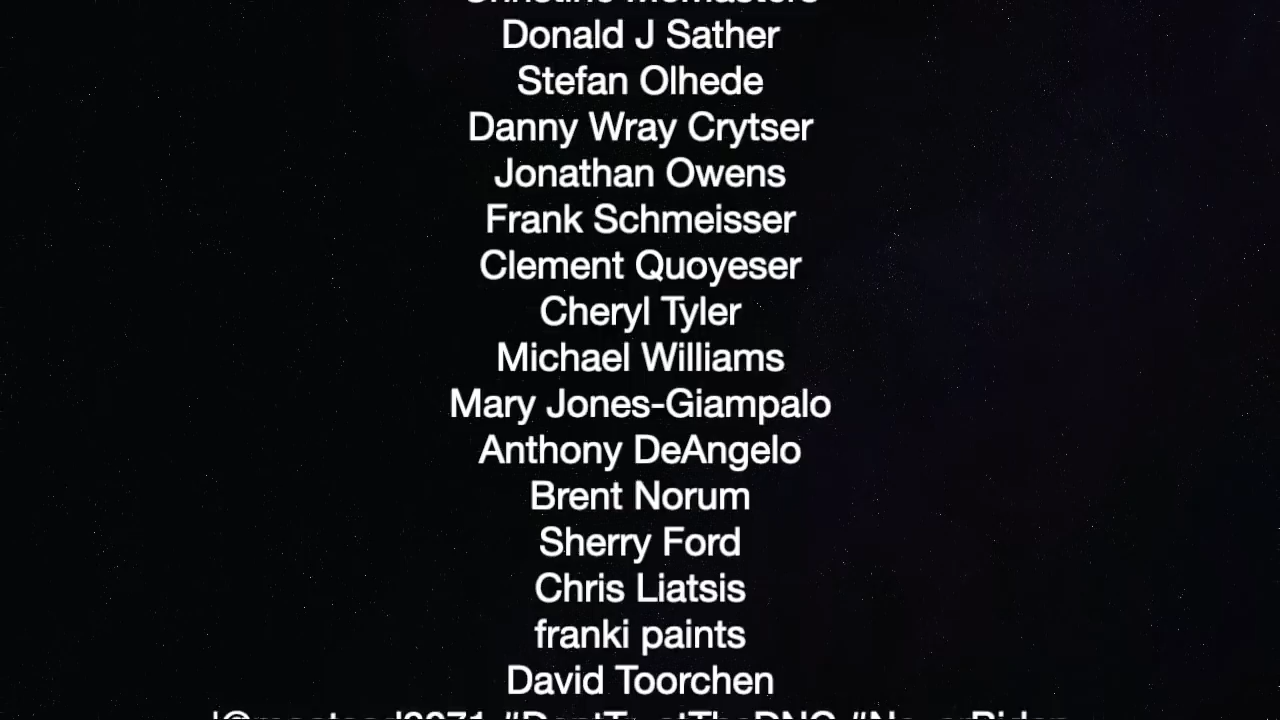 Donald J Sather
Stefan Olhede
Danny Wray Crytser
Jonathan Owens
Frank Schmeisser
Clement Quoyeser
Cheryl Tyler
Michael Williams
Mary Jones-Giampalo
Anthony DeAngelo
Brent Norum
Sherry Ford
Chris Liatsis
franki paints
David Toorchen